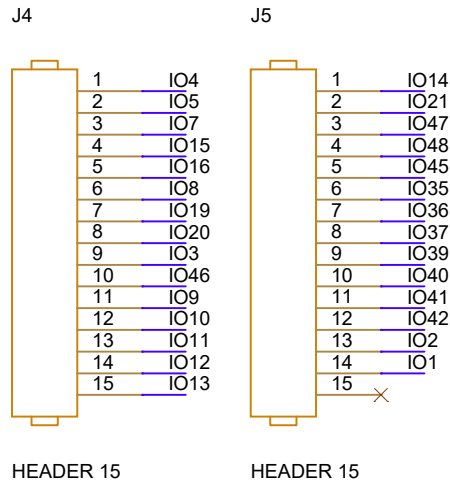 J4 J5
1 IO4 1 IO14
2 IO5 2 IO21
3 IO7 3 IO47
4 IO15 4 IO48
5 IO16 5 IO45
6 IO8 6 IO35
7 IO19 7 IO36
8 IO20 8 IO37
9 IO3 9 IO39
10 IO46 10 IO40
11 IO9 11 IO41
12 IO10 12 IO42
13 IO11 13 IO2
14 IO12 14 IO1
15 IO13 15
HEADER 15 HEADER 15